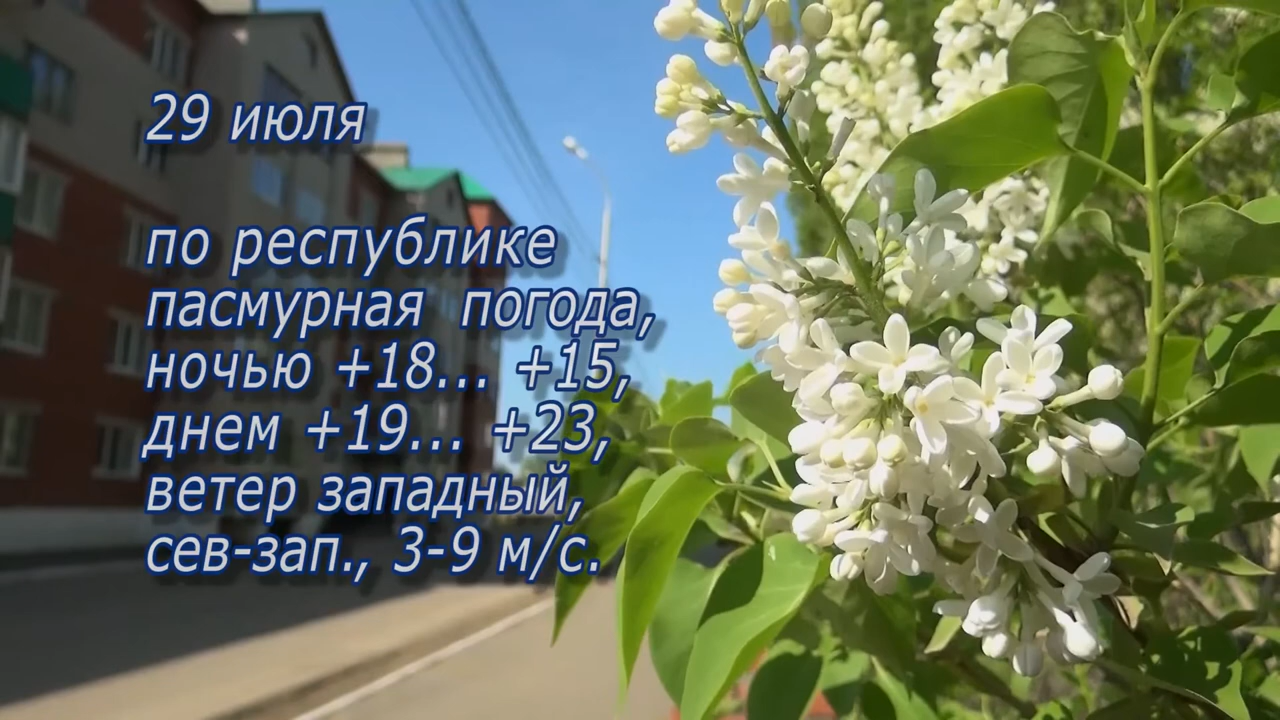 29 июля
по республике
пасмурная погода,
ночью +18... +15,
днем +19... +23,
ветер западный,
сев-зап., 3-9 м/с.